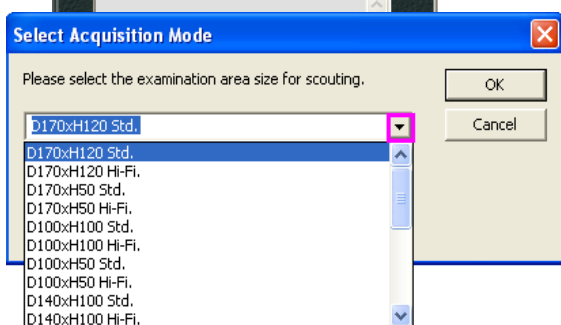 Select Acquisition Mode
Please select the examination area size for scouting.
OK
D170xH120 Std.
Cancel
D170xH120 Std.
D170xH120 Hi-Fi.
D170xH50 Std.
D170xH50 Hi-Fi.
D100xH100 Std.
D100xH100 Hi-Fi.
D100xH50 Std.
D100xH50 Hi-Fi.
D140xH100 Std.
D140xH100 Hi-Fi.